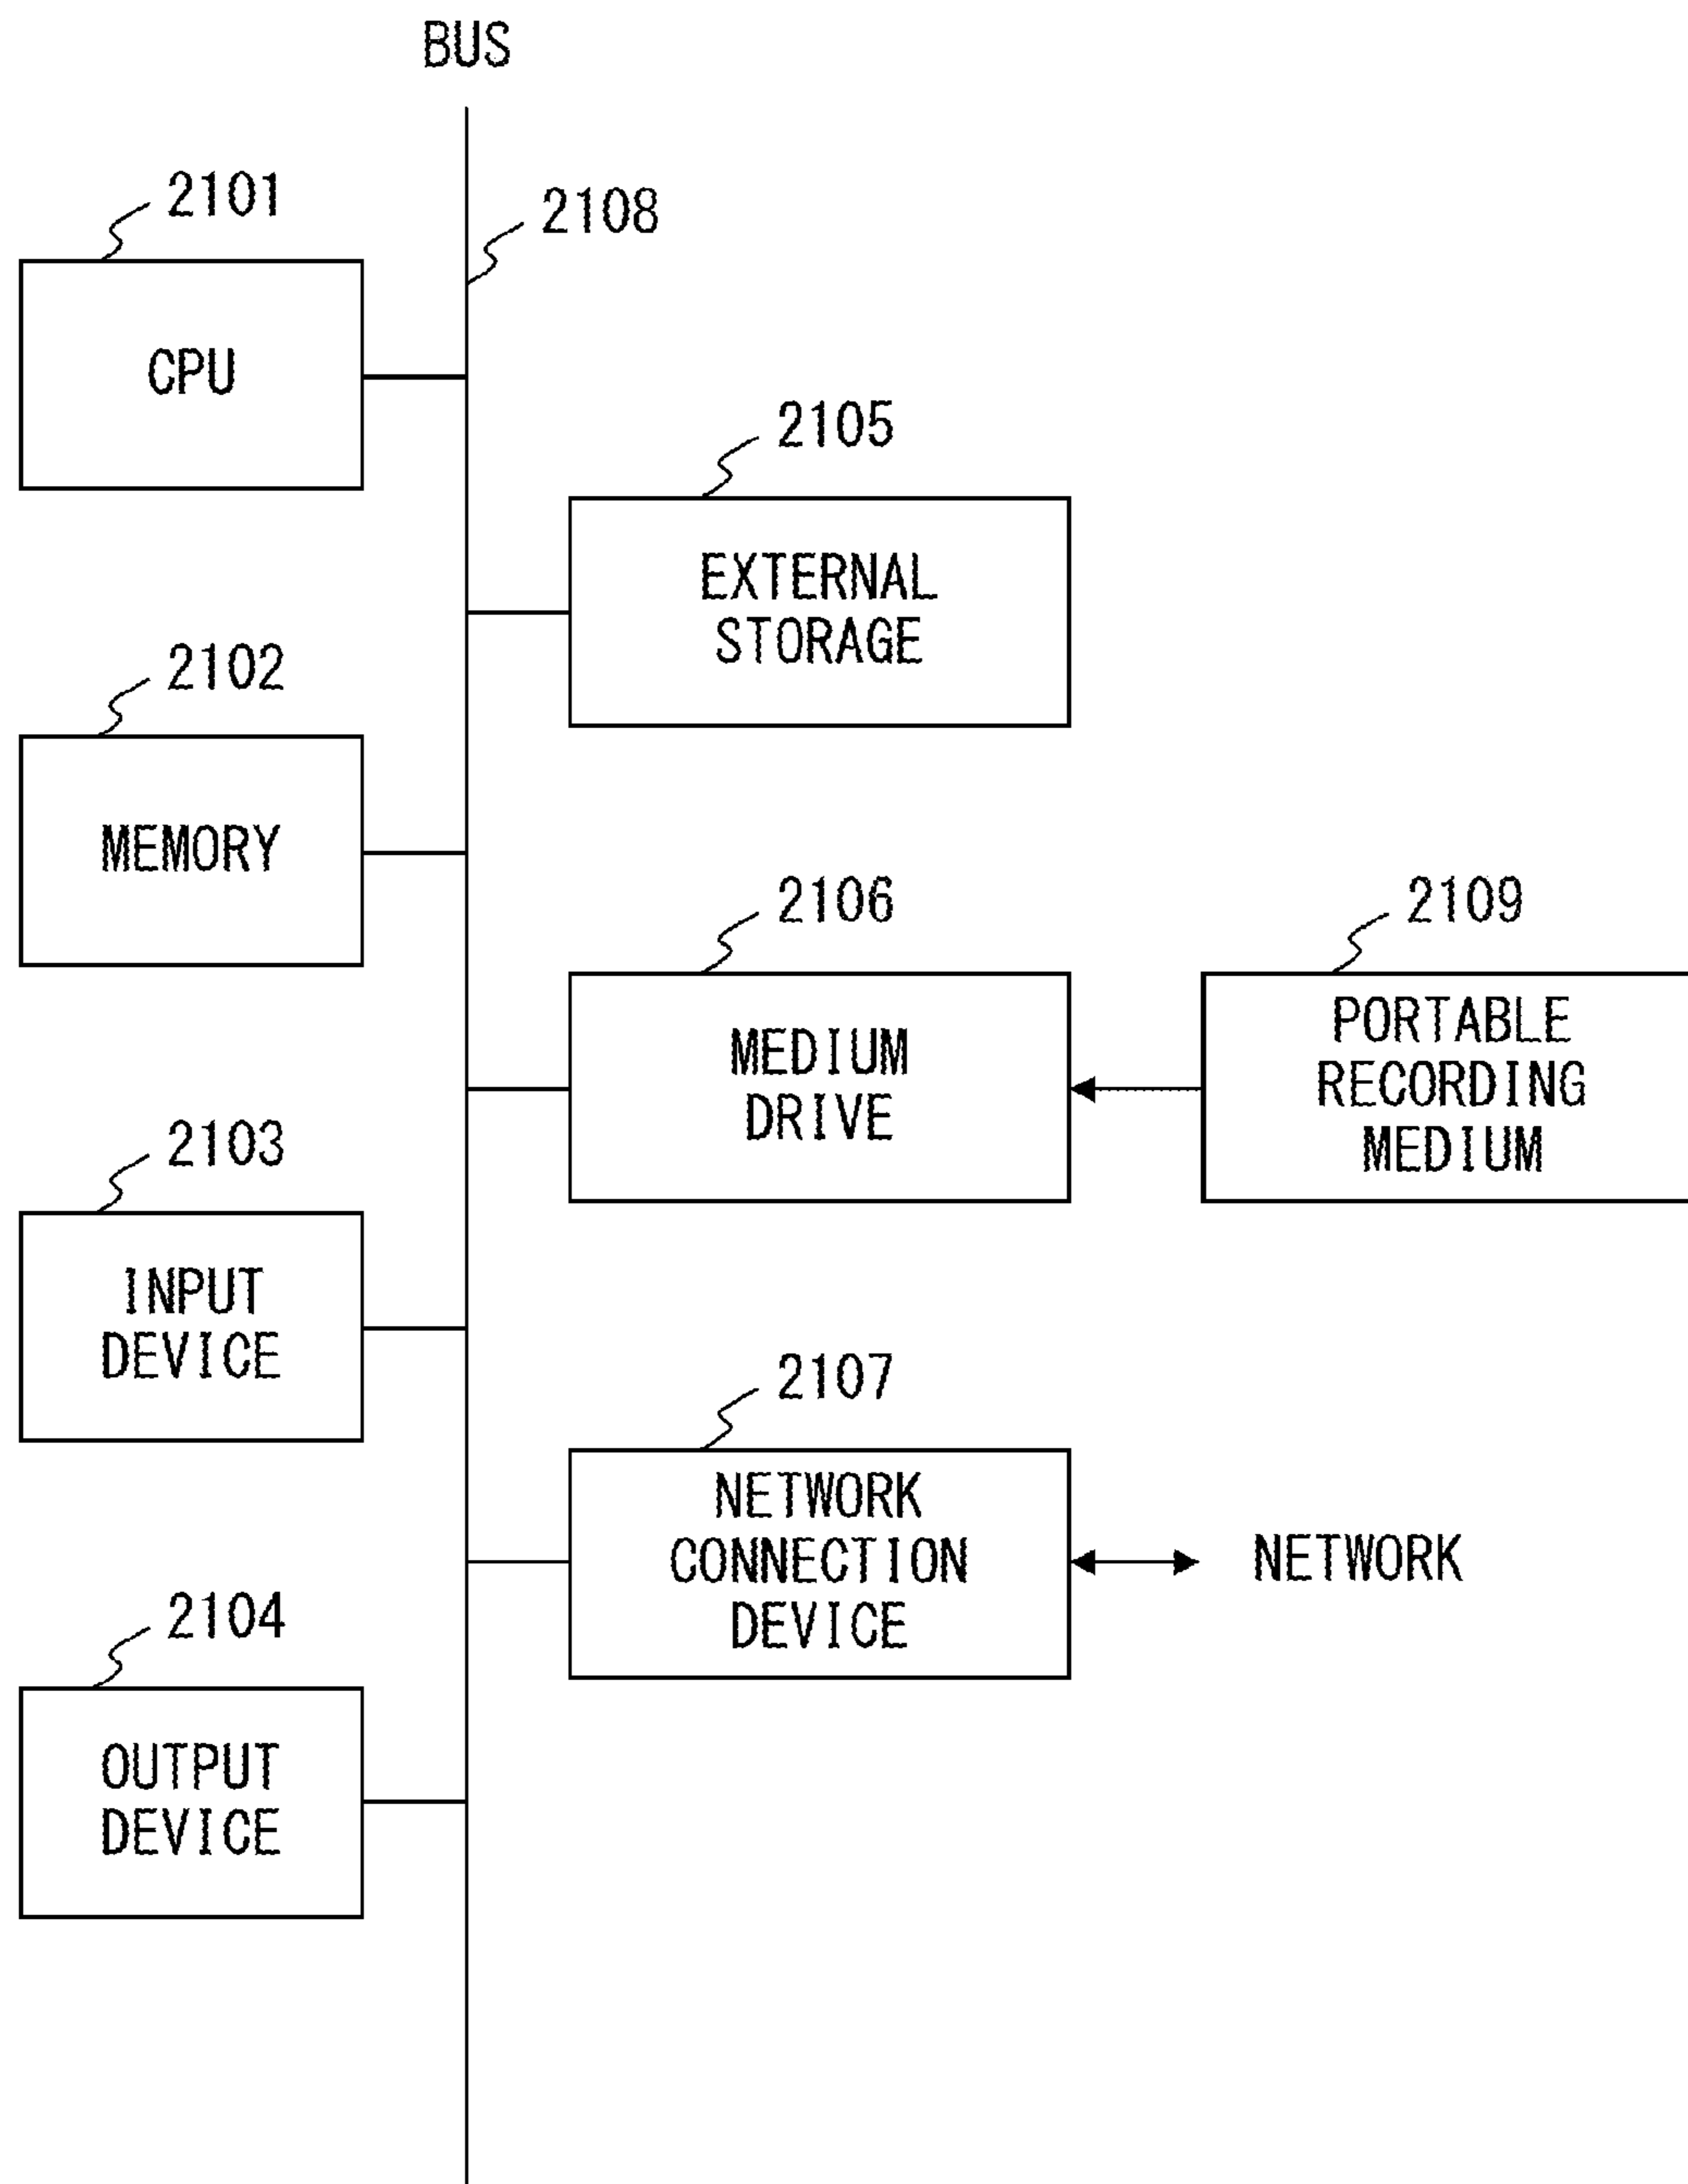 BUS
2101
2108
CPU
2105
EXTERNAL
STORAGE
2102
MEMORY
2106
MEDIUM
DRIVE
2109
PORTABLE
RECORDING
MEDIUM
2103
INPUT
DEVICE
2107
NETWORK
CONNECTION
DEVICE
NETWORK
2104
OUTPUT
DEVICE